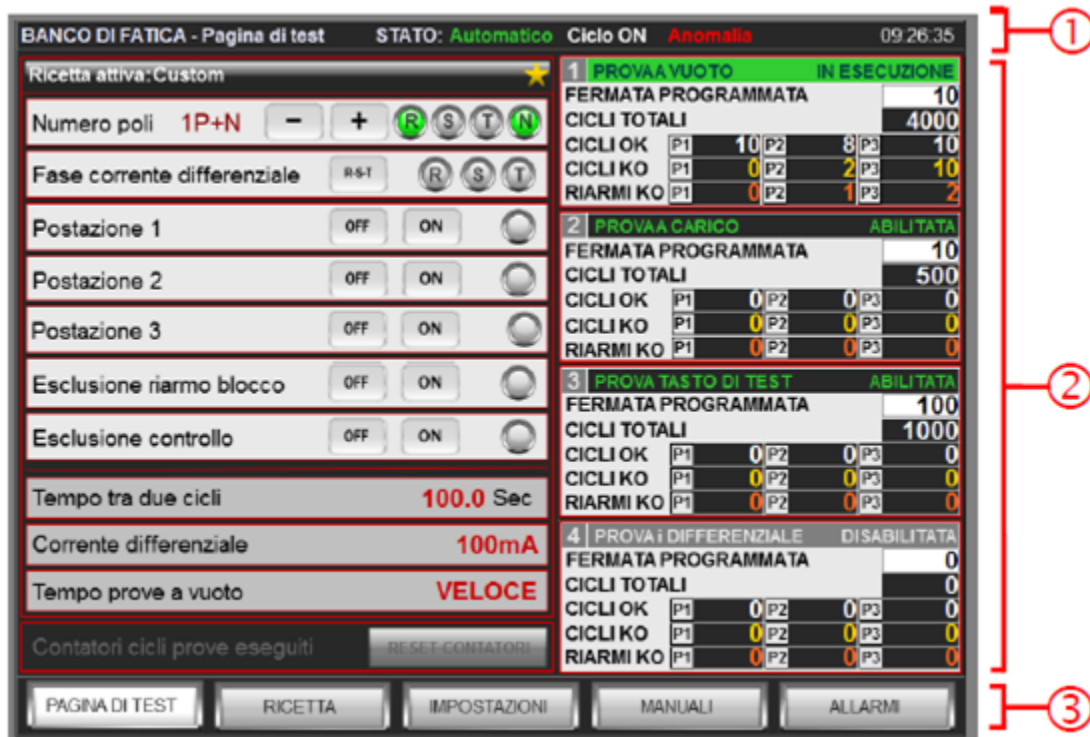 BANCO DI FATICA - Pagina di test STATO: Automatico Ciclo ON Anomalia 09:26:35
1
Ricetta attiva:Custom
Numero poli 1P+N - + R S T N
Fase corrente differenziale R-S-T R S T
Postazione 1 OFF ON
Postazione 2 OFF ON
Postazione 3 OFF ON
Esclusione riarmo blocco OFF ON
Esclusione controllo OFF ON
Tempo tra due cicli 100.0 Sec
Corrente differenziale 100mA
Tempo prove a vuoto VELOCE
Contatori cicli prove eseguiti RESET CONTATORI
1 PROVA A VUOTO IN ESECUZIONE
FERMATA PROGRAMMATA 10
CICLI TOTALI 4000
CICLI OK P1 10 P2 8 P3 10
CICLI KO P1 0 P2 2 P3 10
RIARMI KO P1 0 P2 1 P3 2
2 PROVA A CARICO ABILITATA
FERMATA PROGRAMMATA 10
CICLI TOTALI 500
CICLI OK P1 0 P2 0 P3 0
CICLI KO P1 0 P2 0 P3 0
RIARMI KO P1 0 P2 0 P3 0
3 PROVA TASTO DI TEST ABILITATA
FERMATA PROGRAMMATA 100
CICLI TOTALI 1000
CICLI OK P1 0 P2 0 P3 0
CICLI KO P1 0 P2 0 P3 0
RIARMI KO P1 0 P2 0 P3 0
4 PROVA i DIFFERENZIALE DISABILITATA
FERMATA PROGRAMMATA 0
CICLI TOTALI 0
CICLI OK P1 0 P2 0 P3 0
CICLI KO P1 0 P2 0 P3 0
RIARMI KO P1 0 P2 0 P3 0
2
PAGINA DI TEST RICETTA IMPOSTAZIONI MANUALI ALLARMI
3